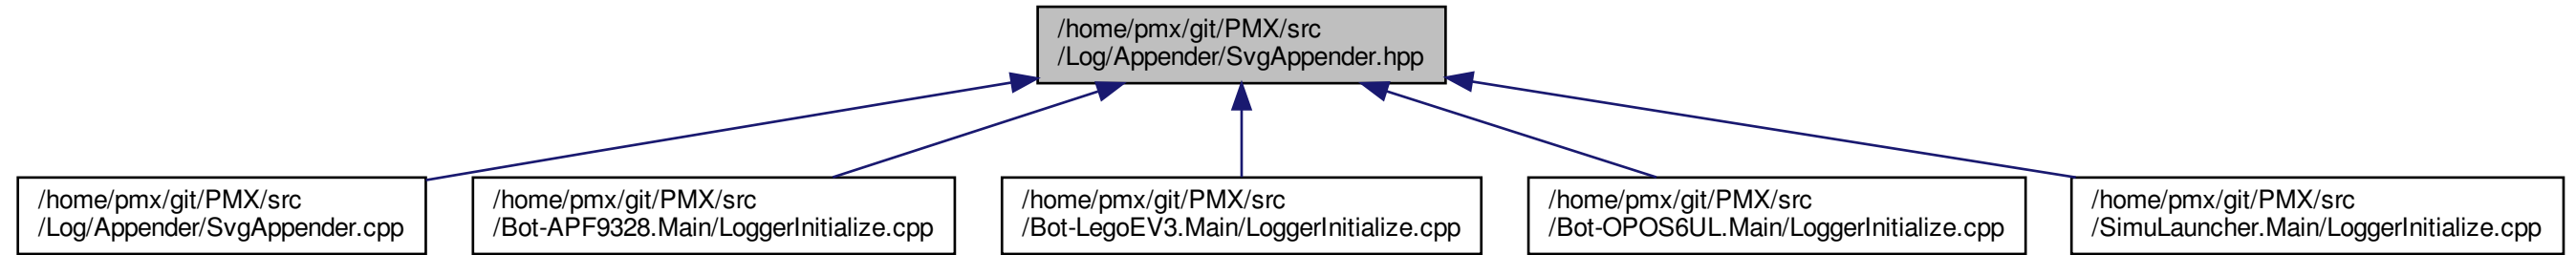 /home/pmx/git/PMX/src
/Log/Appender/SvgAppender.hpp
/home/pmx/git/PMX/src
/Log/Appender/SvgAppender.cpp
/home/pmx/git/PMX/src
/Bot-APF9328.Main/LoggerInitialize.cpp
/home/pmx/git/PMX/src
/Bot-LegoEV3.Main/LoggerInitialize.cpp
/home/pmx/git/PMX/src
/Bot-OPOS6UL.Main/LoggerInitialize.cpp
/home/pmx/git/PMX/src
/SimuLauncher.Main/LoggerInitialize.cpp